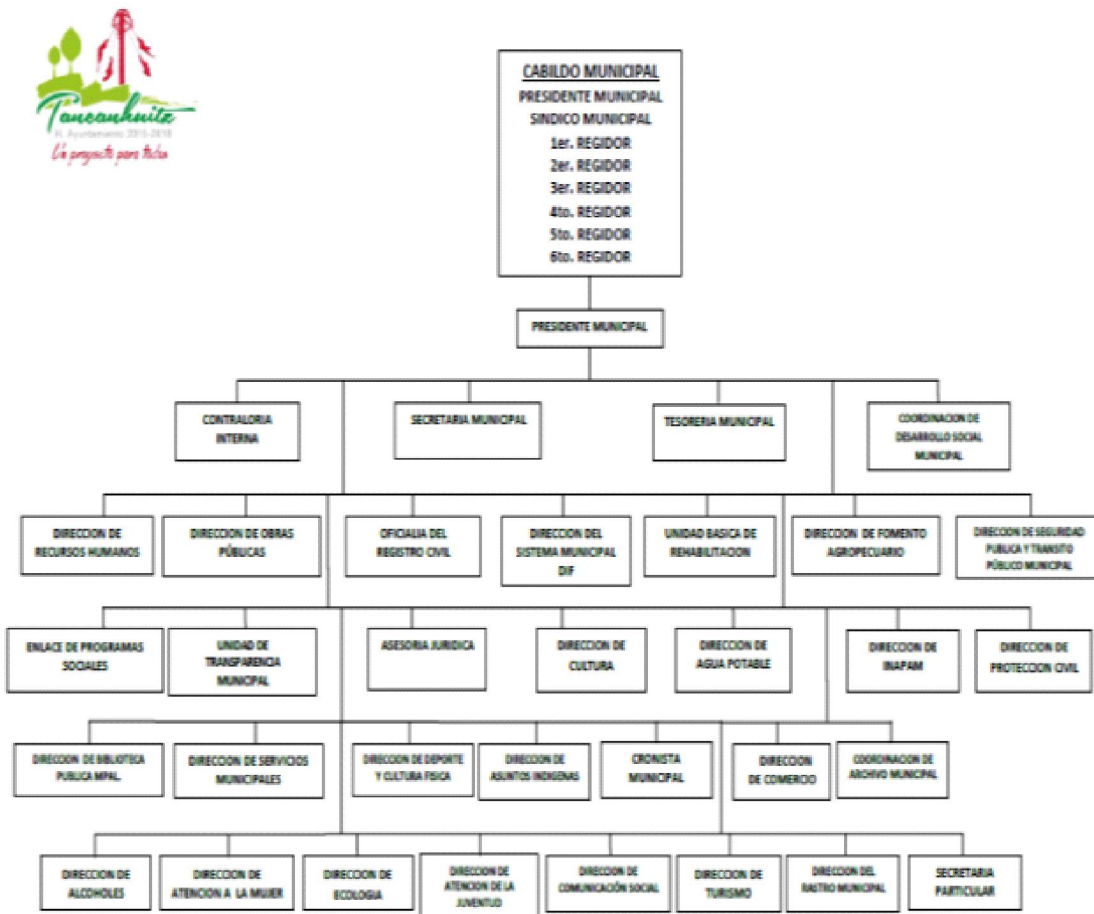 Tancanhuitz
H. Ayuntamiento 2015-2018
Un proyecto para todos
CABILDO MUNICIPAL
PRESIDENTE MUNICIPAL
SINDICO MUNICIPAL
1er. REGIDOR
2er. REGIDOR
3er. REGIDOR
4to. REGIDOR
5to. REGIDOR
6to. REGIDOR
PRESIDENTE MUNICIPAL
CONTRALORIA
INTERNA
SECRETARIA MUNICIPAL
TESORERIA MUNICIPAL
COORDINACION DE
DESARROLLO SOCIAL
MUNICIPAL
DIRECCION DE
RECURSOS HUMANOS
DIRECCION DE OBRAS
PÚBLICAS
OFICIALIA DEL
REGISTRO CIVIL
DIRECCION DEL
SISTEMA MUNICIPAL
DIF
UNIDAD BASICA DE
REHABILITACION
DIRECCION DE FOMENTO
AGROPECUARIO
DIRECCION DE SEGURIDAD
PUBLICA Y TRANSITO
PÚBLICO MUNICIPAL
ENLACE DE PROGRAMAS
SOCIALES
UNIDAD DE
TRANSPARENCIA
MUNICIPAL
ASESORIA JURIDICA
DIRECCION DE
CULTURA
DIRECCION DE
AGUA POTABLE
DIRECCION DE
INAPAM
DIRECCION DE
PROTECCION CIVIL
DIRECCION DE BIBLIOTECA
PUBLICA MPAL.
DIRECCION DE SERVICIOS
MUNICIPALES
DIRECCION DE DEPORTE
Y CULTURA FISICA
DIRECCION DE
ASUNTOS INDIGENAS
CRONISTA
MUNICIPAL
DIRECCION
DE COMERCIO
COORDINACION DE
ARCHIVO MUNICIPAL
DIRECCION DE
ALCOHOLES
DIRECCION DE
ATENCION A LA MUJER
DIRECCION DE
ECOLOGIA
DIRECCION DE
ATENCION DE LA
JUVENTUD
DIRECCION DE
COMUNICACIÓN SOCIAL
DIRECCION DE
TURISMO
DIRECCION DEL
RASTRO MUNICIPAL
SECRETARIA
PARTICULAR